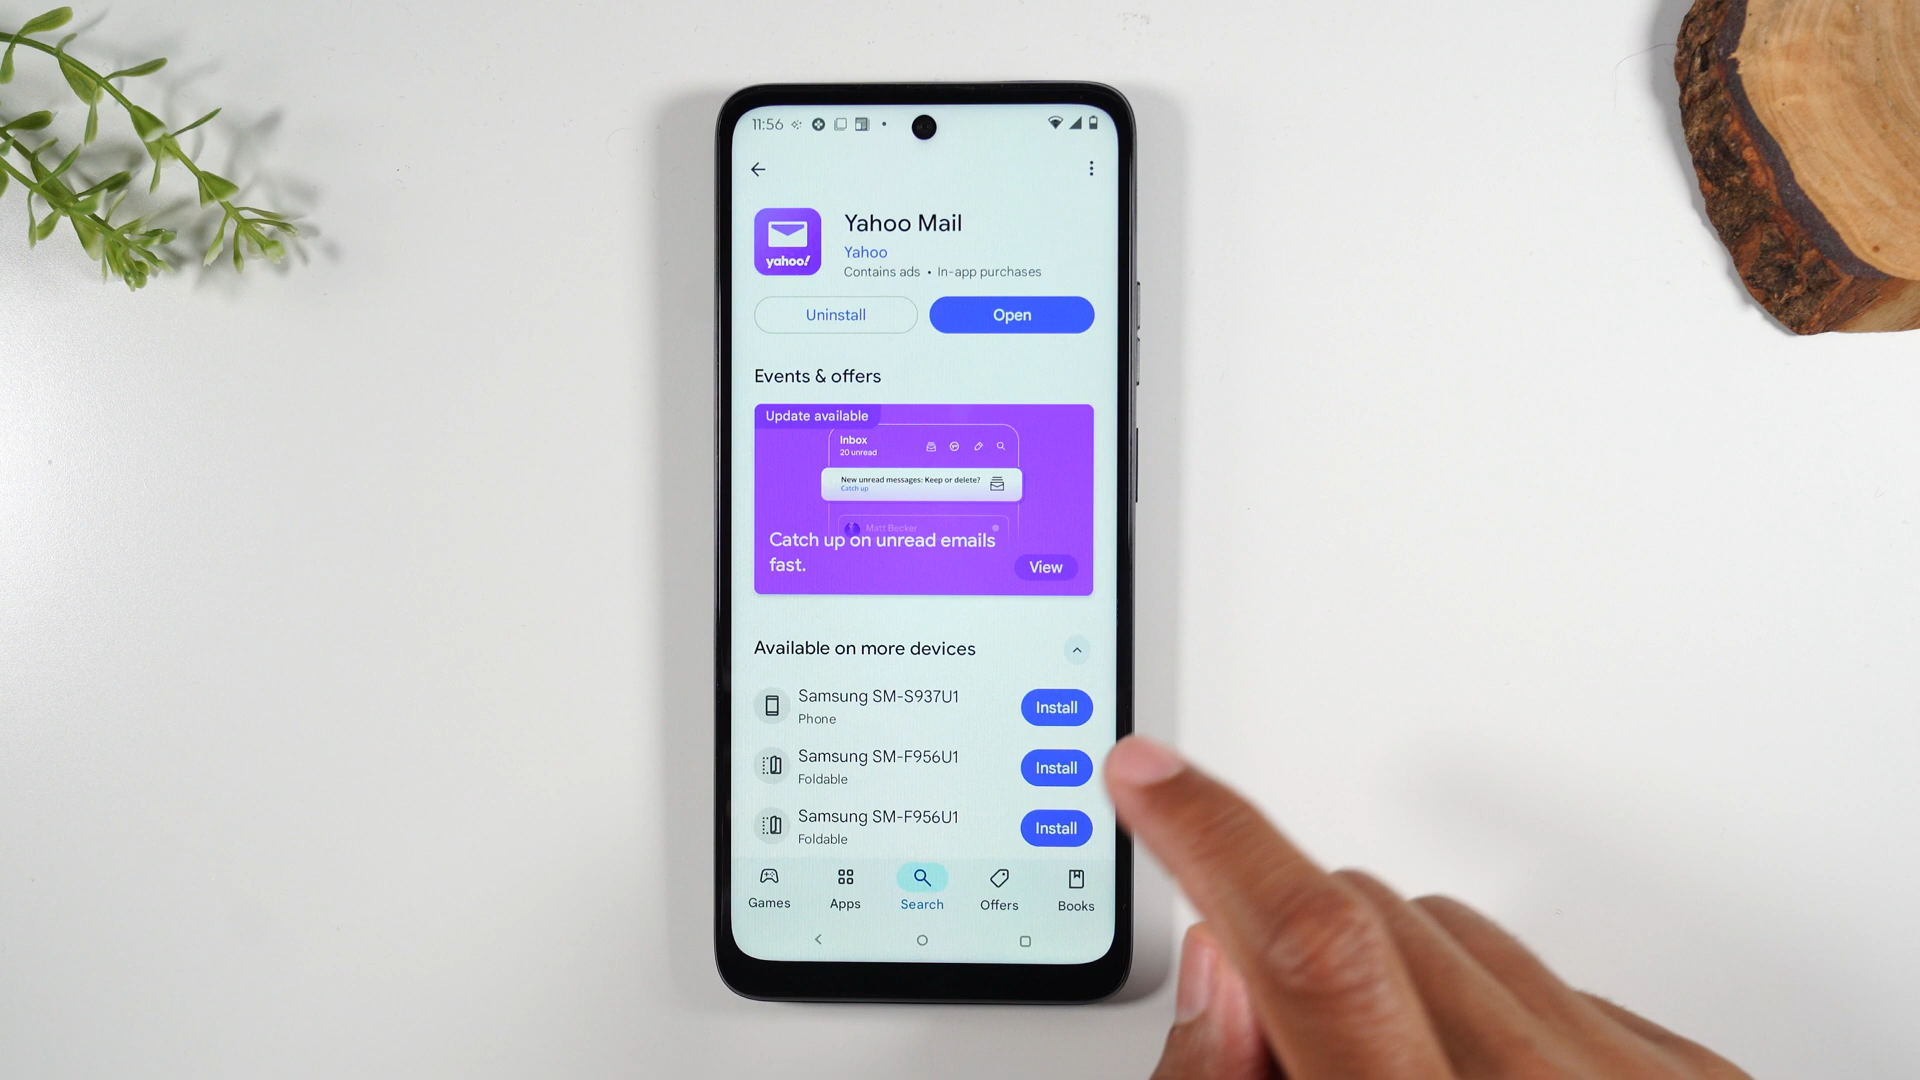 11:56
yahoo!
Yahoo Mail
Yahoo
Contains ads • In-app purchases
Uninstall
Open
Events & offers
Update available
Inbox
20 unread
New unread messages: Keep or delete?
Catch up
Matt Becker
Catch up on unread emails
fast.
View
Available on more devices
Samsung SM-S937U1
Phone
Install
Samsung SM-F956U1
Foldable
Install
Samsung SM-F956U1
Foldable
Install
Games
Apps
Search
Offers
Books